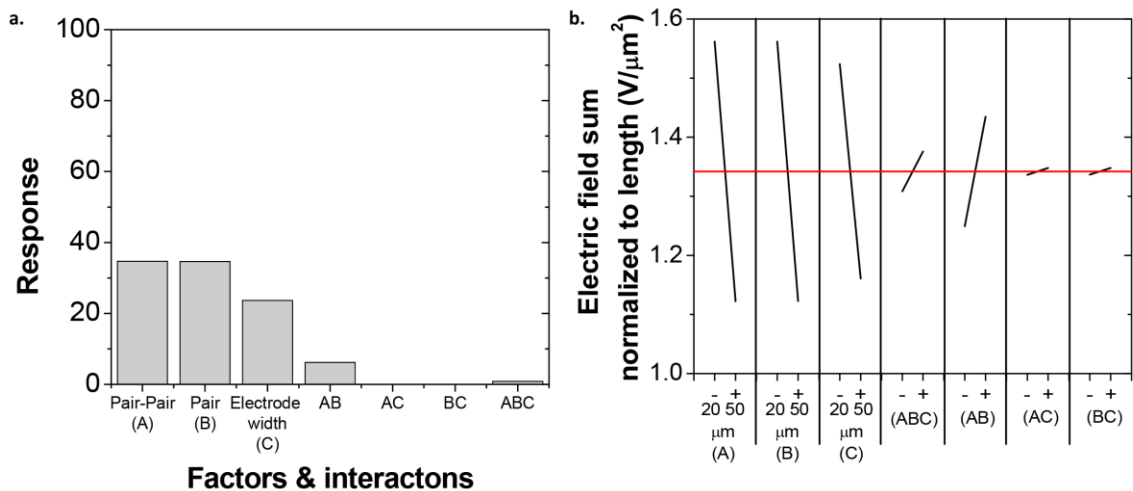 a.
Response
100
80
60
40
20
0
Pair-Pair
(A)
Pair
(B)
Electrode
width
(C)
AB
AC
BC
ABC
Factors & interactons
b.
Electric field sum
normalized to length (V/μm²)
1.6
1.4
1.2
1.0
- +
20 50
μm
(A)
- +
20 50
μm
(B)
- +
20 50
μm
(C)
- +
(ABC)
- +
(AB)
- +
(AC)
- +
(BC)